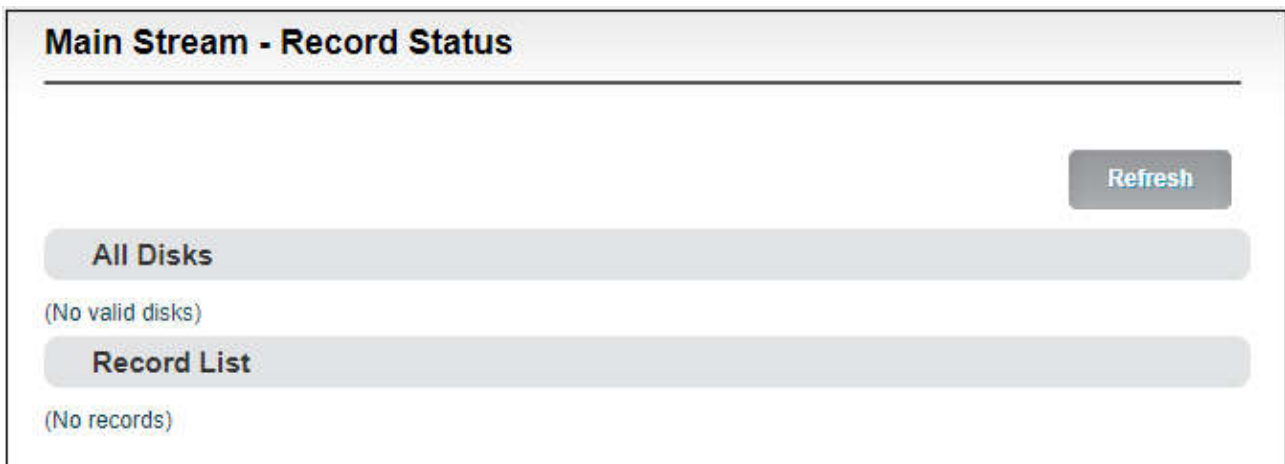 Main Stream - Record Status
Refresh
All Disks
(No valid disks)
Record List
(No records)